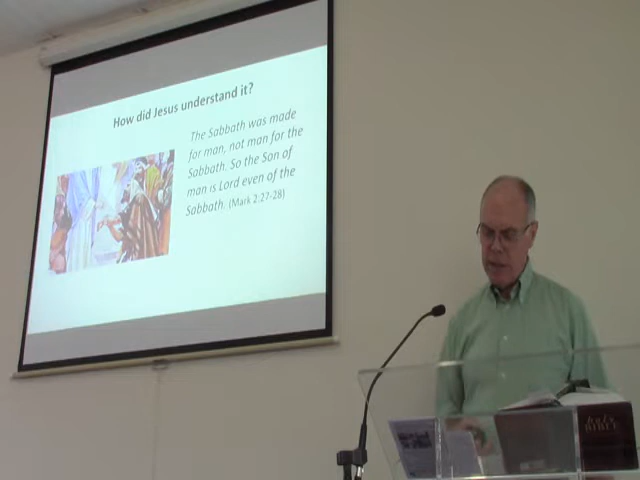 How did Jesus understand it?
The Sabbath was made
for man, not man for the
Sabbath. So the Son of
man is Lord even of the
Sabbath. (Mark 2:27-28)
BIBLE